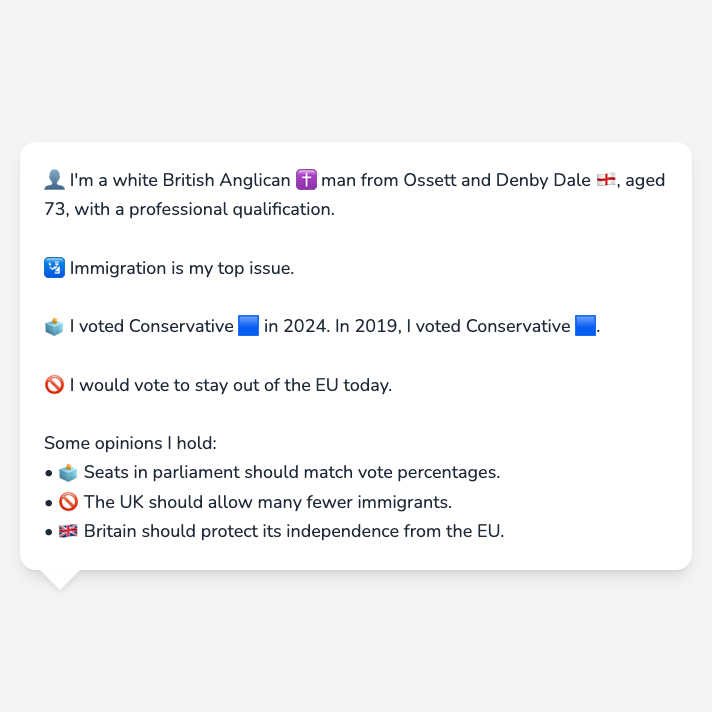 👤 I'm a white British Anglican ✝️ man from Ossett and Denby Dale 🏴󠁧󠁢󠁥󠁮󠁧󠁿, aged
73, with a professional qualification.
🛂 Immigration is my top issue.
🗳️ I voted Conservative 🟦 in 2024. In 2019, I voted Conservative 🟦.
🚫 I would vote to stay out of the EU today.
Some opinions I hold:
• 🗳️ Seats in parliament should match vote percentages.
• 🚫 The UK should allow many fewer immigrants.
• 🇬🇧 Britain should protect its independence from the EU.